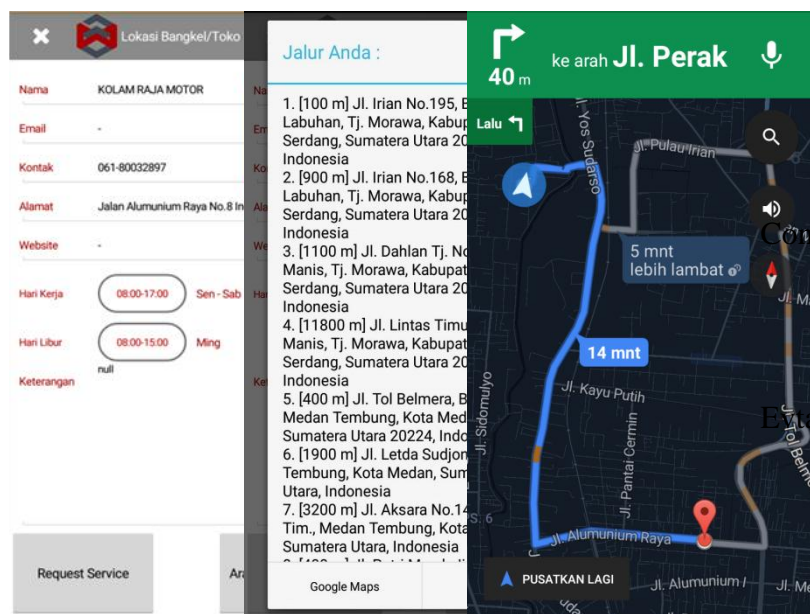 Lokasi Bangkel/Toko
Nama KOLAM RAJA MOTOR
Email -
Kontak 061-80032897
Alamat Jalan Alumunium Raya No.8 In
Website -
Hari Kerja 08:00-17:00 Sen - Sab
Hari Libur 08:00-15:00 Ming
Keterangan null
Request Service
Jalur Anda :
1. [100 m] Jl. Irian No.195,
Labuhan, Tj. Morawa, Kabup
Serdang, Sumatera Utara 20
Indonesia
2. [900 m] Jl. Irian No.168,
Labuhan, Tj. Morawa, Kabup
Serdang, Sumatera Utara 20
Indonesia
3. [1100 m] Jl. Dahlan Tj.
Manis, Tj. Morawa, Kabupat
Serdang, Sumatera Utara 20
Indonesia
4. [11800 m] Jl. Lintas Timu
Manis, Tj. Morawa, Kabupat
Serdang, Sumatera Utara 20
Indonesia
5. [400 m] Jl. Tol Belmera, B
Medan Tembung, Kota Med
Sumatera Utara 20224, Indo
6. [1900 m] Jl. Letda Sudjon
Tembung, Kota Medan, Sum
Utara, Indonesia
7. [3200 m] Jl. Aksara No.14
Tim., Medan Tembung, Kota
Sumatera Utara, Indonesia
Google Maps
40 m
ke arah Jl. Perak
Lalu
Jl. Yos Sudarso
Jl. Pulau Irian
5 mnt
lebih lambat
14 mnt
Jl. Kayu Putih
Jl. Sidomulyo
Jl. Pantai Cermin
Jl. Tol Belm
Jl. Alumunium Raya
PUSATKAN LAGI
Jl. Alumunium I